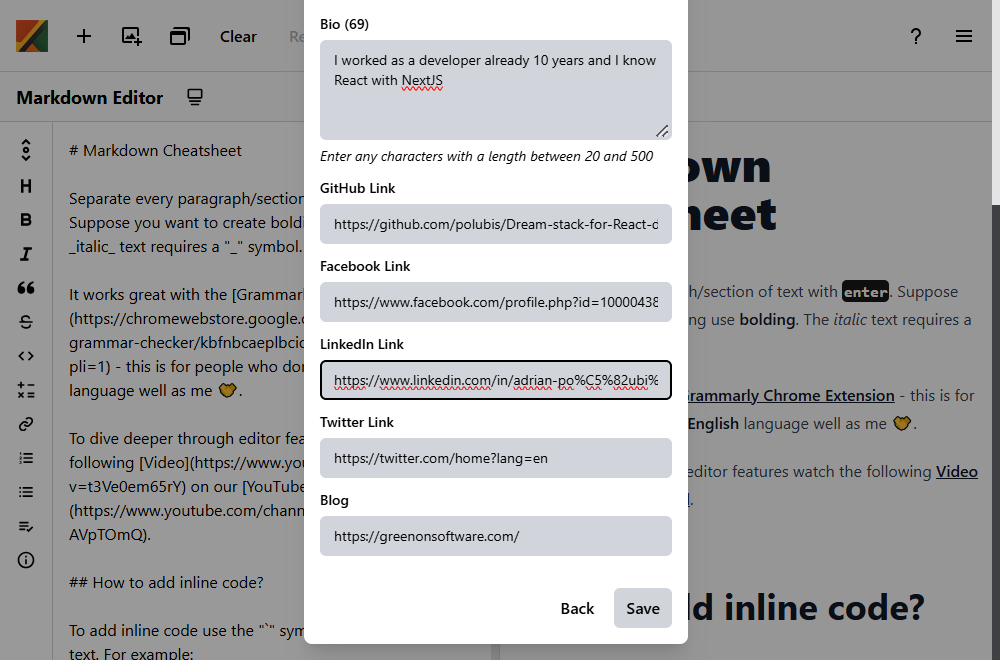 Clear
Re
?
Markdown Editor
# Markdown Cheatsheet
Separate every paragraph/section
Suppose you want to create boldi
_italic_ text requires a "_" symbol.
It works great with the [Grammarl
(https://chromewebstore.google.c
grammar-checker/kbfnbcaeplbcio
pli=1) - this is for people who don
language well as me
To dive deeper through editor fea
following [Video](https://www.you
v=t3Ve0em65rY) on our [YouTube
(https://www.youtube.com/chann
AVpTOmQ).
## How to add inline code?
To add inline code use the "`" sym
text. For example:
Bio (69)
I worked as a developer already 10 years and I know
React with NextJS
Enter any characters with a length between 20 and 500
GitHub Link
https://github.com/polubis/Dream-stack-for-React-d
Facebook Link
https://www.facebook.com/profile.php?id=10000438
LinkedIn Link
https://www.linkedin.com/in/adrian-po%C5%82ubi%
Twitter Link
https://twitter.com/home?lang=en
Blog
https://greenonsoftware.com/
Back
Save
own
heet
h/section of text with enter. Suppose
ng use bolding. The italic text requires a
Grammarly Chrome Extension - this is for
English language well as me .
editor features watch the following Video
l.
d inline code?